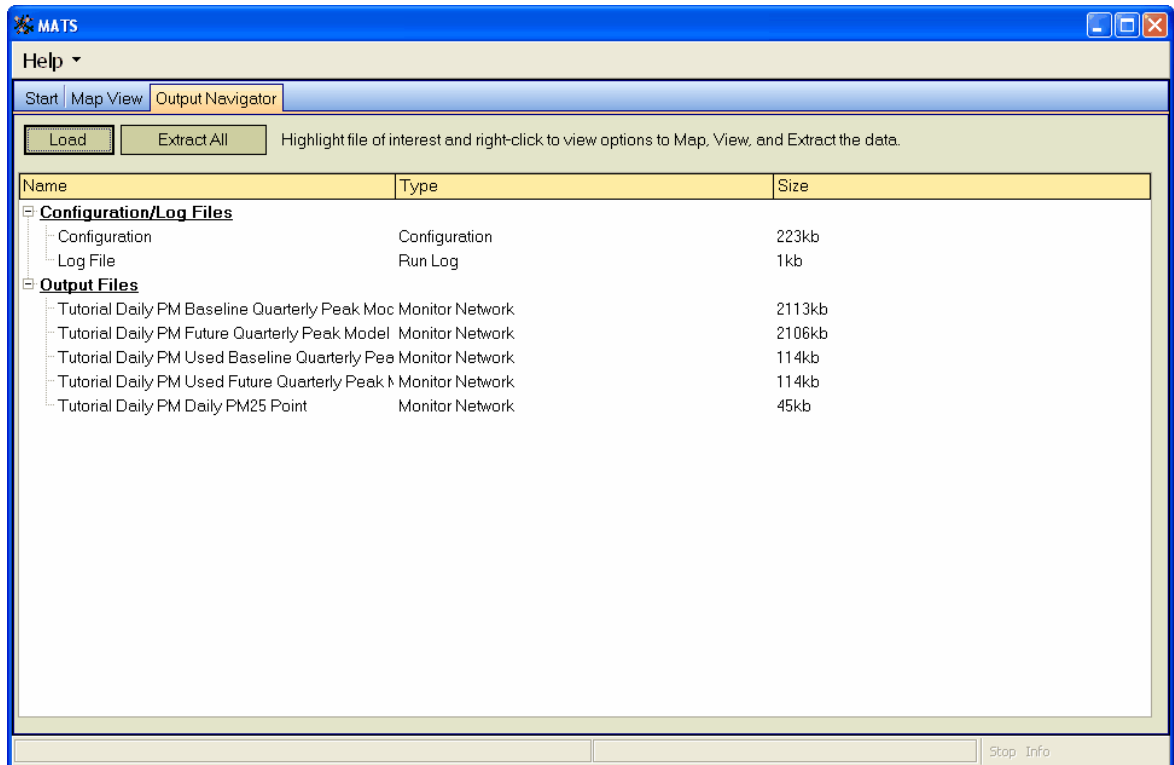 MATS
Help
Start Map View Output Navigator
Load Extract All Highlight file of interest and right-click to view options to Map, View, and Extract the data.
Name Type Size
Configuration/Log Files
Configuration Configuration 223kb
Log File Run Log 1kb
Output Files
Tutorial Daily PM Baseline Quarterly Peak Moc Monitor Network 2113kb
Tutorial Daily PM Future Quarterly Peak Model Monitor Network 2106kb
Tutorial Daily PM Used Baseline Quarterly Pea Monitor Network 114kb
Tutorial Daily PM Used Future Quarterly Peak Monitor Network 114kb
Tutorial Daily PM Daily PM25 Point Monitor Network 45kb
Stop Info